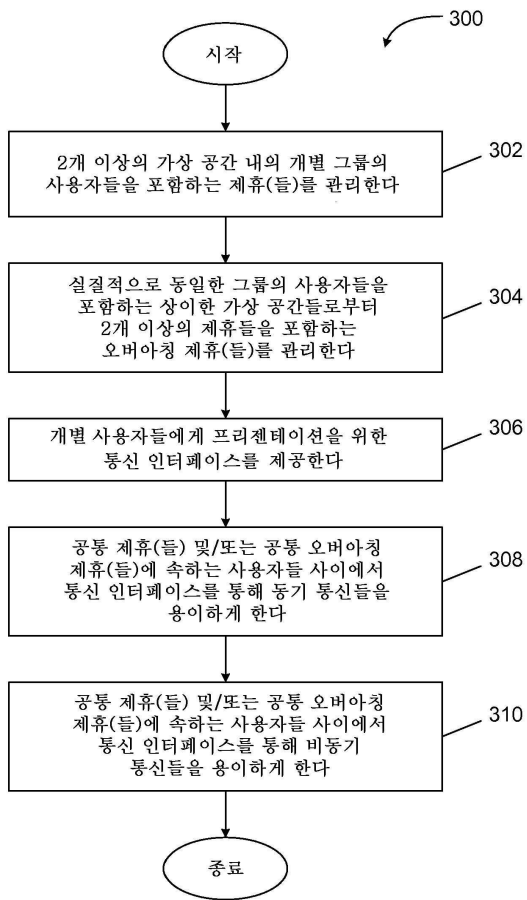 300
시작
302
2개 이상의 가상 공간 내의 개별 그룹의
사용자들을 포함하는 제휴(들)를 관리한다
304
실질적으로 동일한 그룹의 사용자들을
포함하는 상이한 가상 공간들로부터
2개 이상의 제휴들을 포함하는
오버아칭 제휴(들)를 관리한다
306
개별 사용자들에게 프리젠테이션을 위한
통신 인터페이스를 제공한다
308
공통 제휴(들) 및/또는 공통 오버아칭
제휴(들)에 속하는 사용자들 사이에서
통신 인터페이스를 통해 동기 통신들을
용이하게 한다
310
공통 제휴(들) 및/또는 공통 오버아칭
제휴(들)에 속하는 사용자들 사이에서
통신 인터페이스를 통해 비동기
통신들을 용이하게 한다
종료